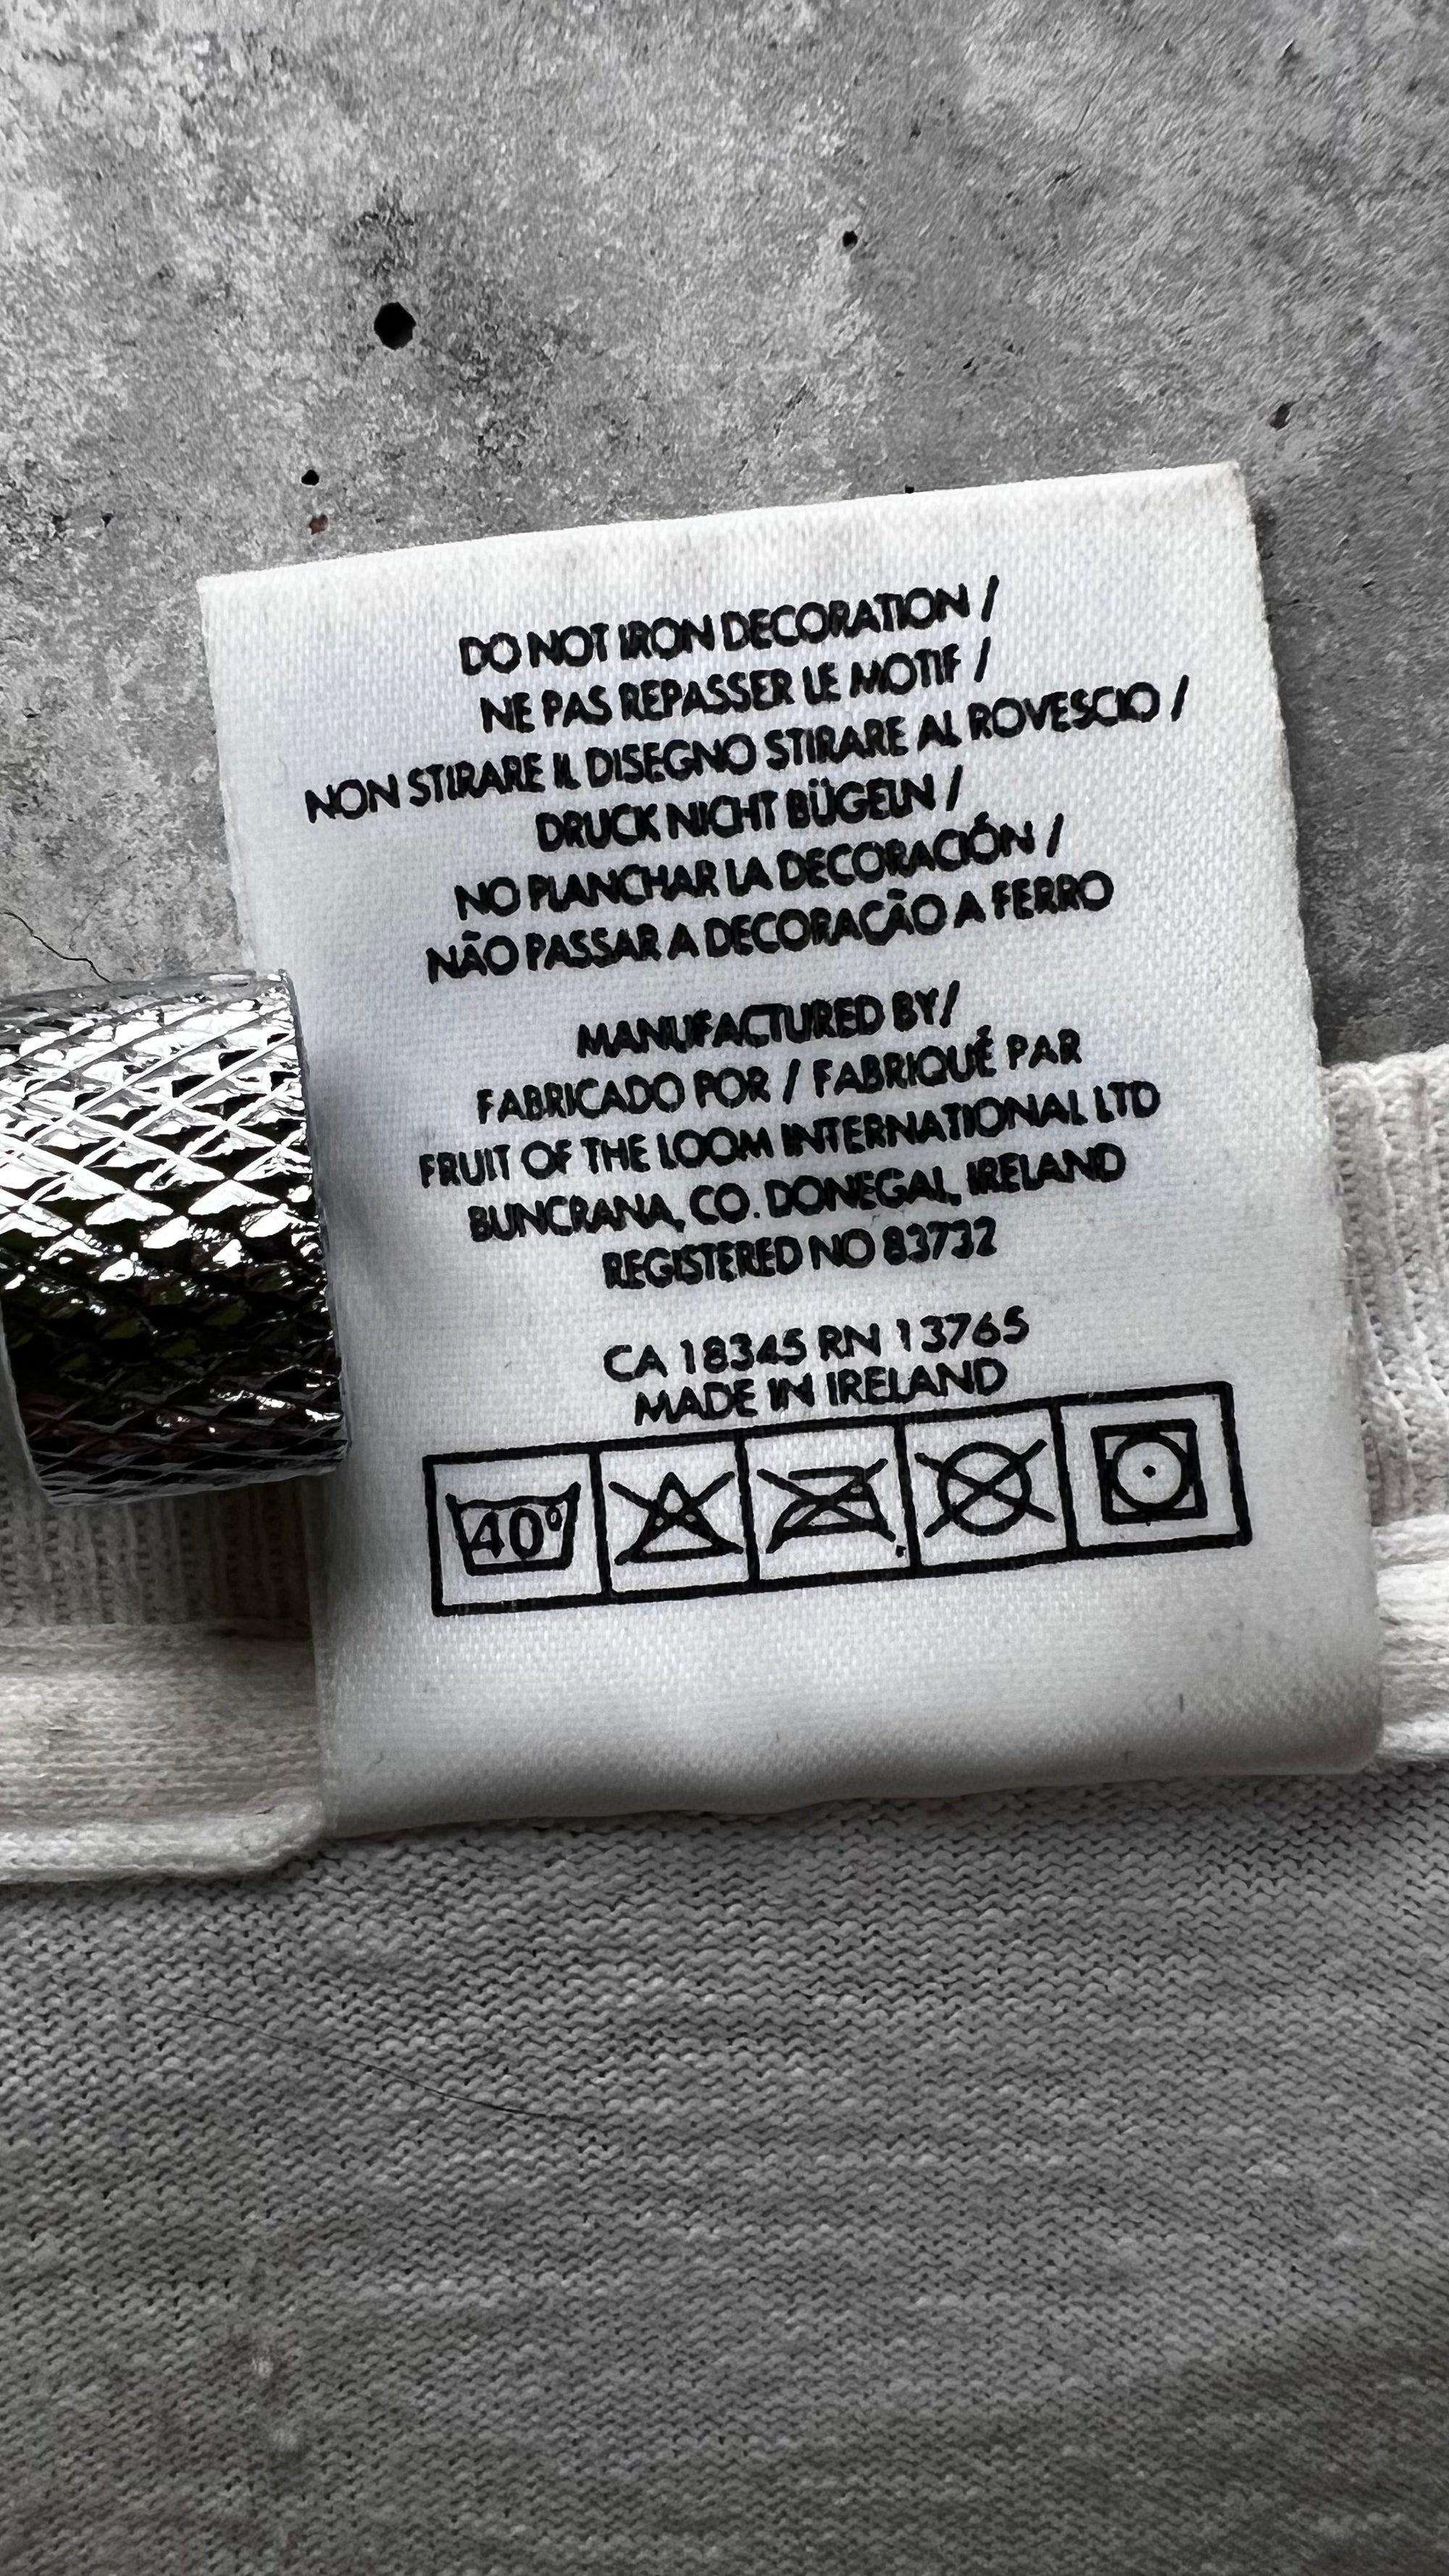 DO NOT IRON DECORATION /
NE PAS REPASSER LE MOTIF /
NON STIRARE IL DISEGNO STIRARE AL ROVESCIO /
DRUCK NICHT BÜGELN /
NO PLANCHAR LA DECORACIÓN /
NÃO PASSAR A DECORAÇÃO A FERRO
MANUFACTURED BY/
FABRICADO POR / FABRIQUÉ PAR
FRUIT OF THE LOOM INTERNATIONAL LTD
BUNCRANA, CO. DONEGAL, IRELAND
REGISTERED NO 83732
CA 18345 RN 13765
MADE IN IRELAND
40°